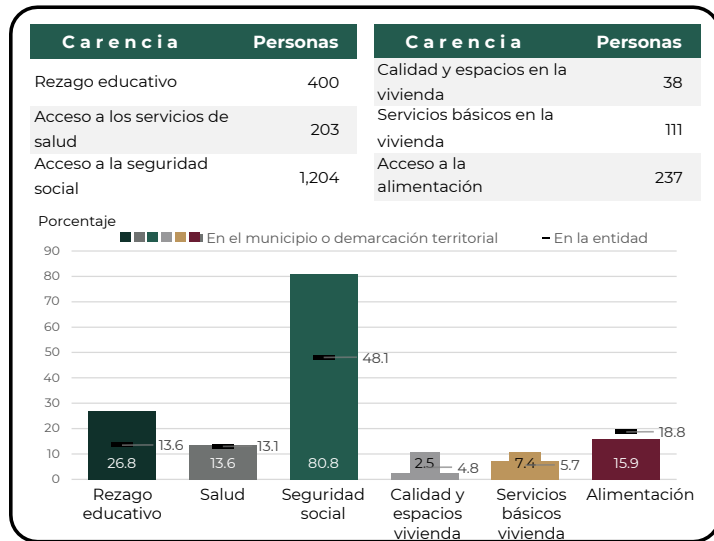 Carencia Personas
Rezago educativo 400
Acceso a los servicios de
salud 203
Acceso a la seguridad
social 1,204
Carencia Personas
Calidad y espacios en la
vivienda 38
Servicios básicos en la
vivienda 111
Acceso a la
alimentación 237
Porcentaje
En el municipio o demarcación territorial En la entidad
90
80
70
60
50
40
30
20
10
0
26.8
13.6
13.6
13.1
80.8
48.1
2.5
4.8
7.4
5.7
15.9
18.8
Rezago
educativo
Salud
Seguridad
social
Calidad y
espacios
vivienda
Servicios
básicos
vivienda
Alimentación